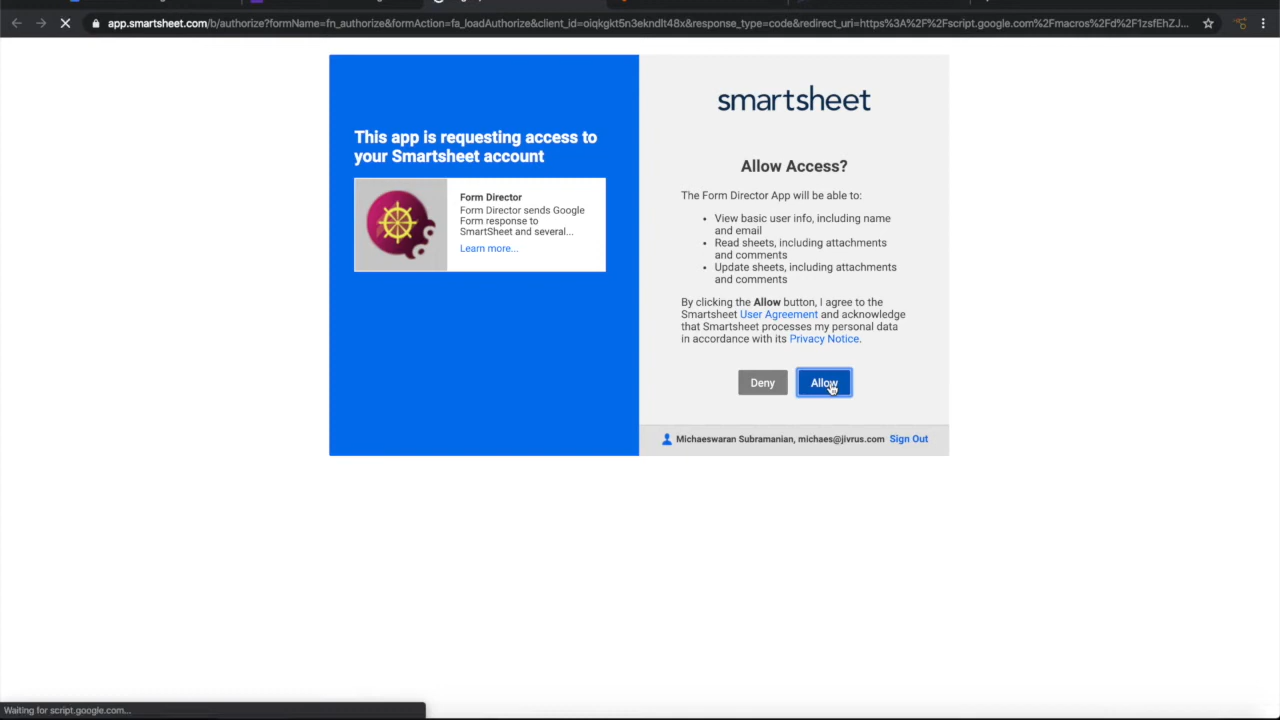 app.smartsheet.com/b/authorize?formName=fn_authorize&formAction=fa_loadAuthorize&client_id=oiqkgkt5n3ekndlt48x&response_type=code&redirect_uri=https%3A%2F%2Fscript.google.com%2Fmacros%2Fd%2F1zsfEhZJ...
This app is requesting access to
your Smartsheet account
Form Director
Form Director sends Google
Form response to
SmartSheet and several...
Learn more...
smartsheet
Allow Access?
The Form Director App will be able to:
• View basic user info, including name
and email
• Read sheets, including attachments
and comments
• Update sheets, including attachments
and comments
By clicking the Allow button, I agree to the
Smartsheet User Agreement and acknowledge
that Smartsheet processes my personal data
in accordance with its Privacy Notice.
Deny Allow
Michaeswaran Subramanian, michaes@jivrus.com Sign Out
Waiting for script.google.com...